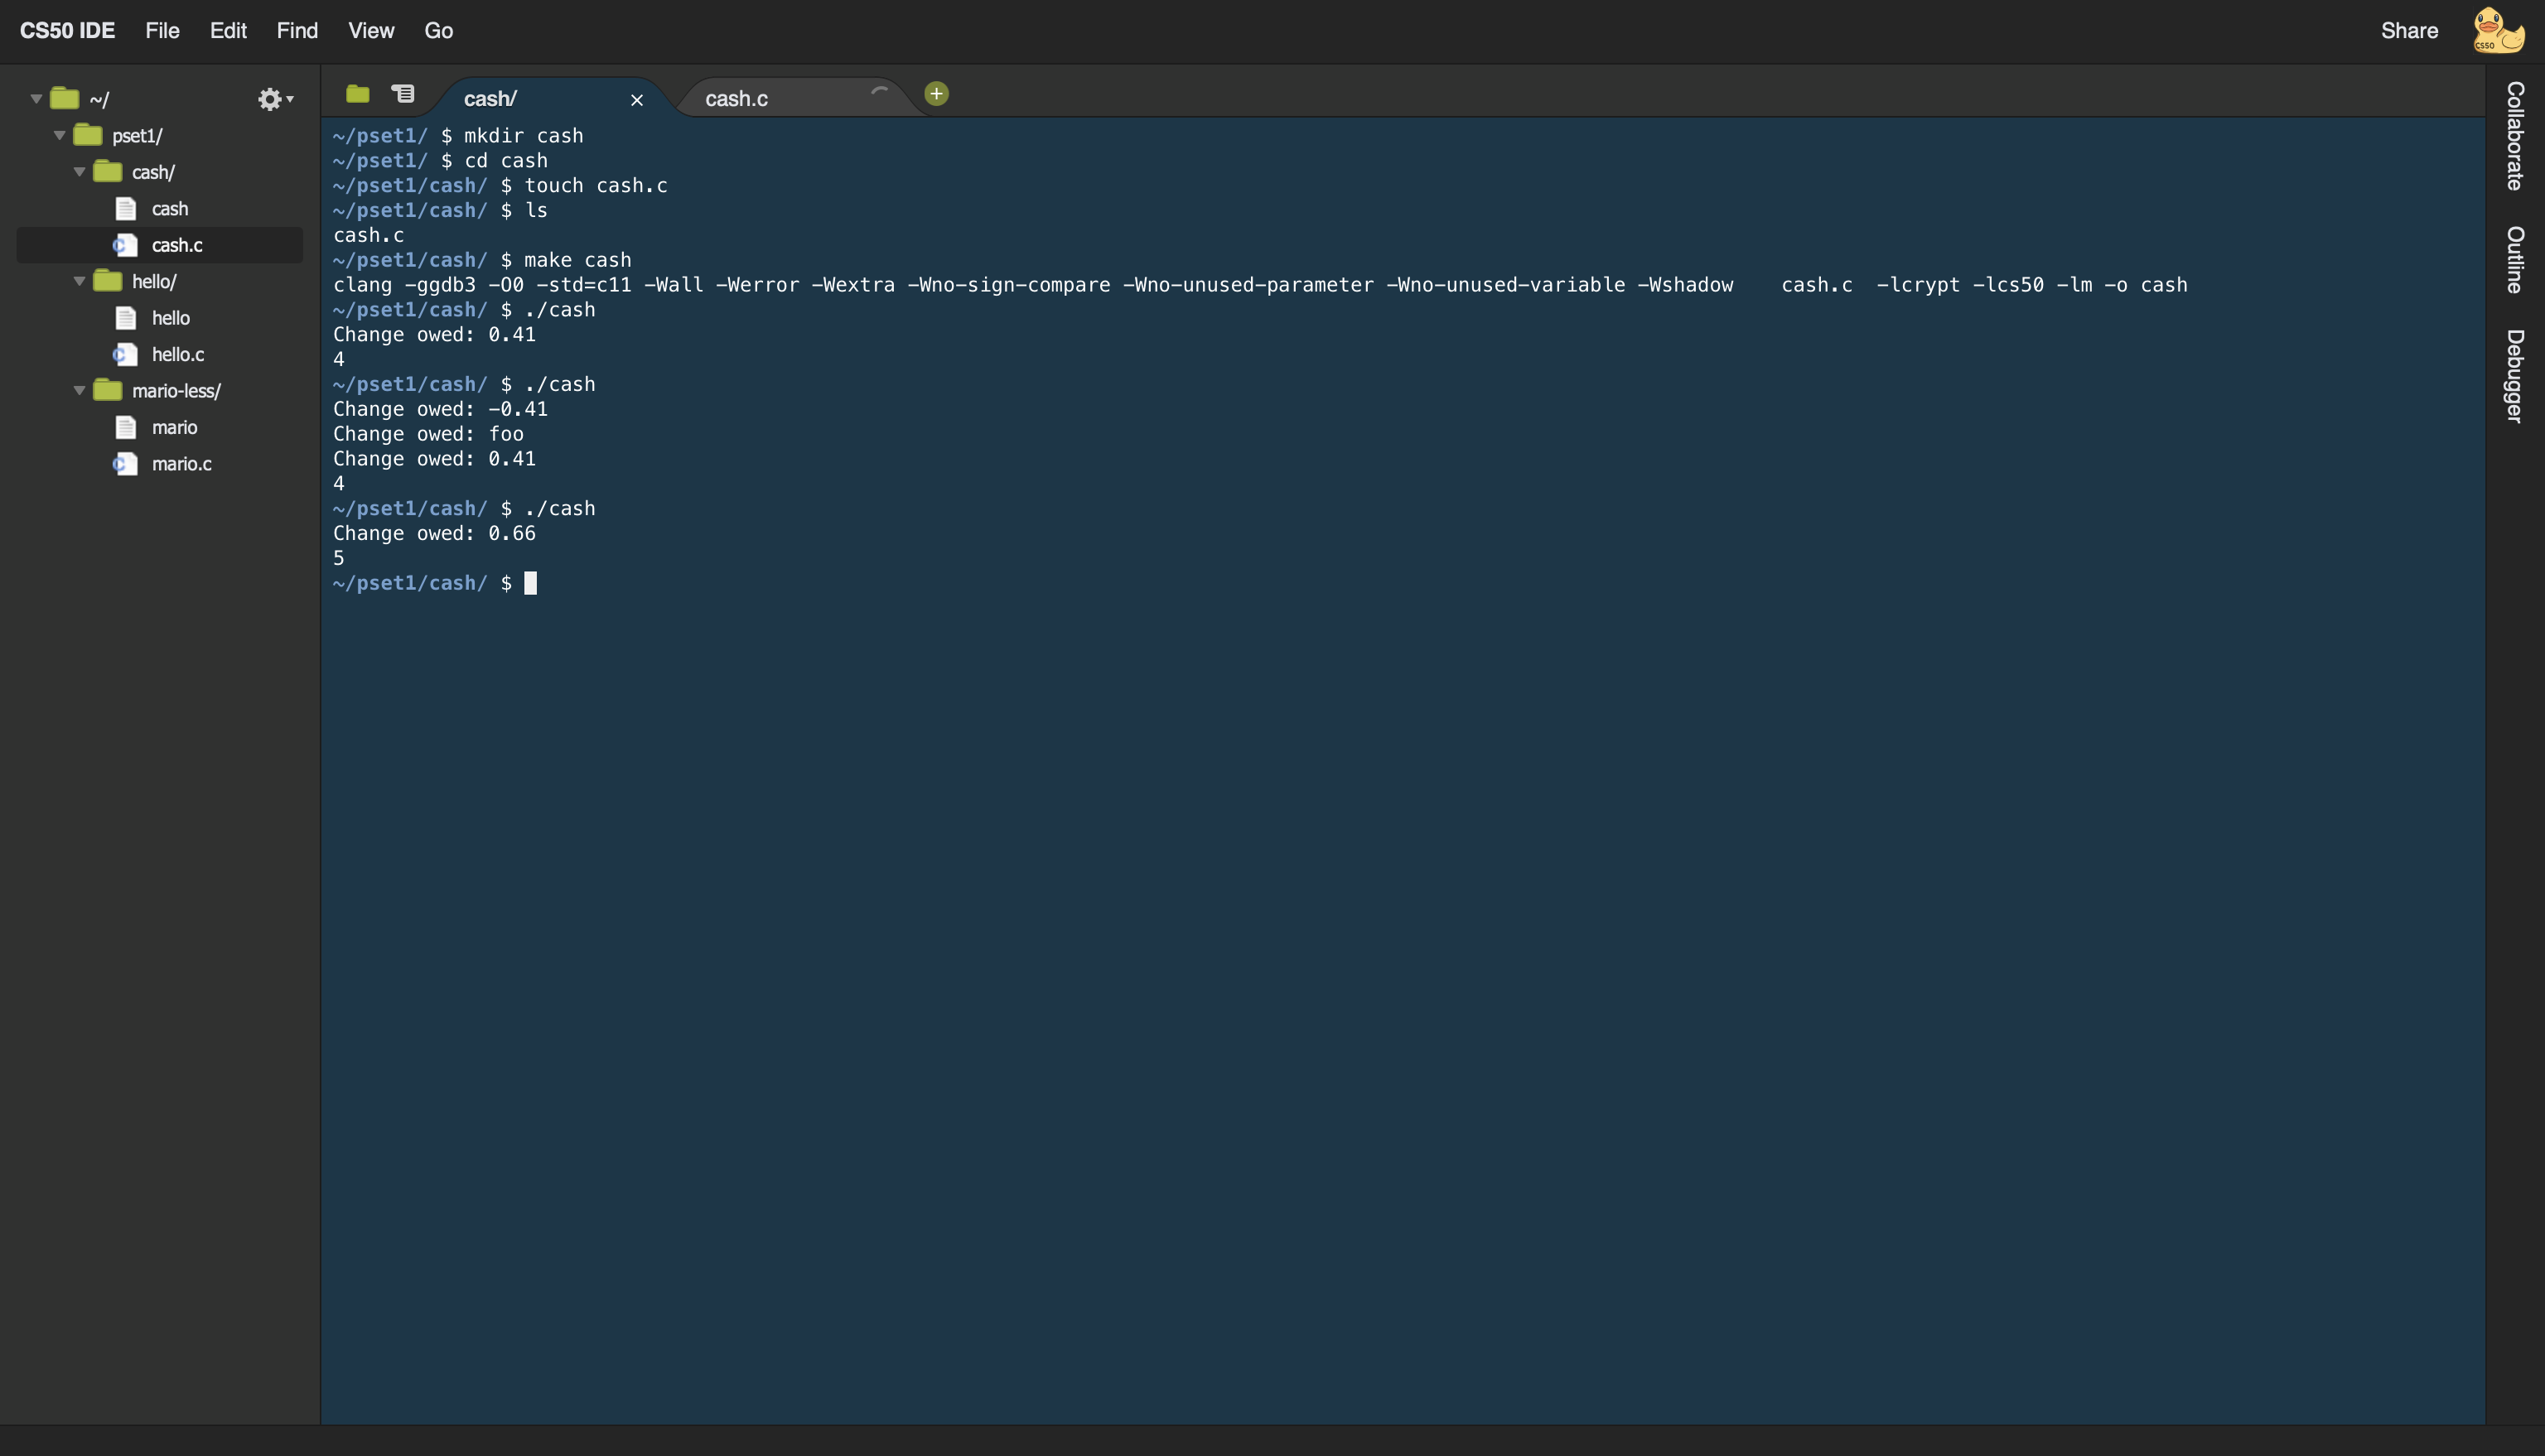 CS50 IDE File Edit Find View Go Share
CS50
~/
pset1/
cash/
cash
cash.c
hello/
hello
hello.c
mario-less/
mario
mario.c
cash/ × cash.c
~/pset1/ $ mkdir cash
~/pset1/ $ cd cash
~/pset1/cash/ $ touch cash.c
~/pset1/cash/ $ ls
cash.c
~/pset1/cash/ $ make cash
clang -ggdb3 -O0 -std=c11 -Wall -Werror -Wextra -Wno-sign-compare -Wno-unused-parameter -Wno-unused-variable -Wshadow    cash.c  -lcrypt -lcs50 -lm -o cash
~/pset1/cash/ $ ./cash
Change owed: 0.41
4
~/pset1/cash/ $ ./cash
Change owed: -0.41
Change owed: foo
Change owed: 0.41
4
~/pset1/cash/ $ ./cash
Change owed: 0.66
5
~/pset1/cash/ $
Collaborate
Outline
Debugger